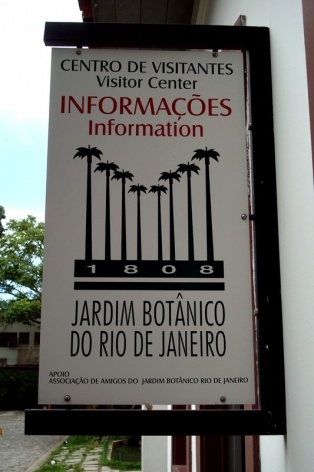 CENTRO DE VISITANTES
Visitor Center
INFORMAÇÕES
Information
1808
JARDIM BOTÂNICO
DO RIO DE JANEIRO
APOIO
ASSOCIAÇÃO DE AMIGOS DO JARDIM BOTÂNICO RIO DE JANEIRO